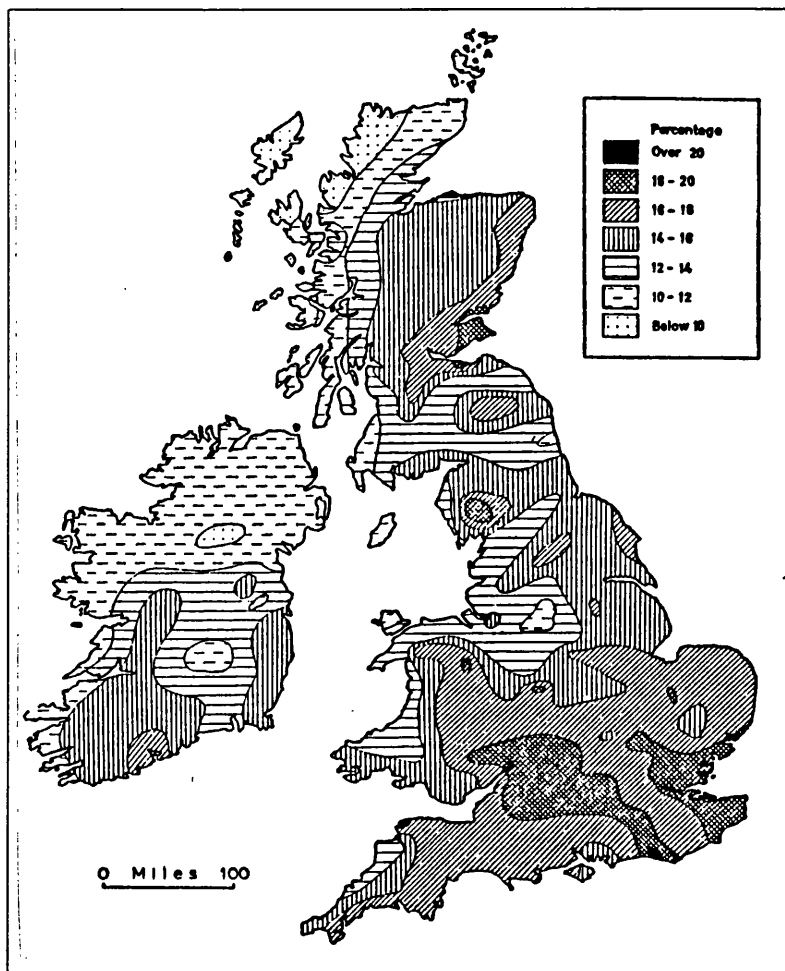 Percentage
Over 20
18 - 20
16 - 18
14 - 16
12 - 14
10 - 12
Below 10
0 Miles 100